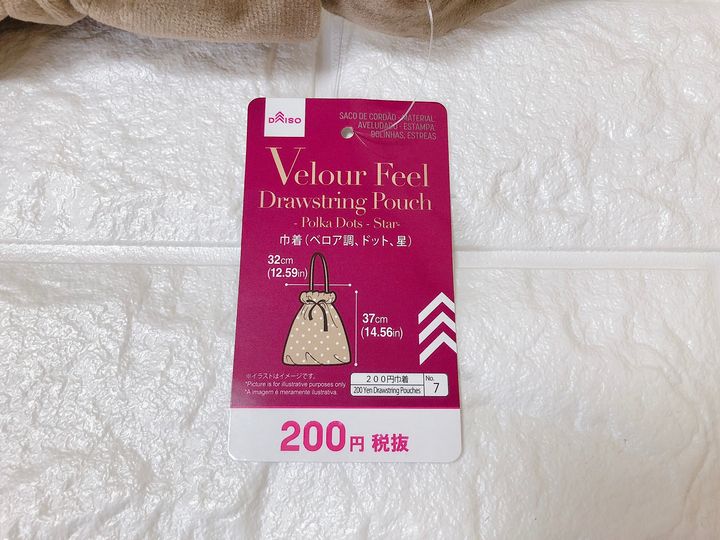 DAISO
SACO DE CORDÃO - MATERIAL:
AVELUDADO - ESTAMPA:
BOLINHAS, ESTREAS
Velour Feel
Drawstring Pouch
- Polka Dots - Star-
巾着（ベロア調、ドット、星）
32cm
(12.59in)
37cm
(14.56in)
※イラストはイメージです。
*Picture is for illustrative purposes only.
*A imagem é meramente ilustrativa.
２００円巾着
200 Yen Drawstring Pouches
No.
7
200円 税抜